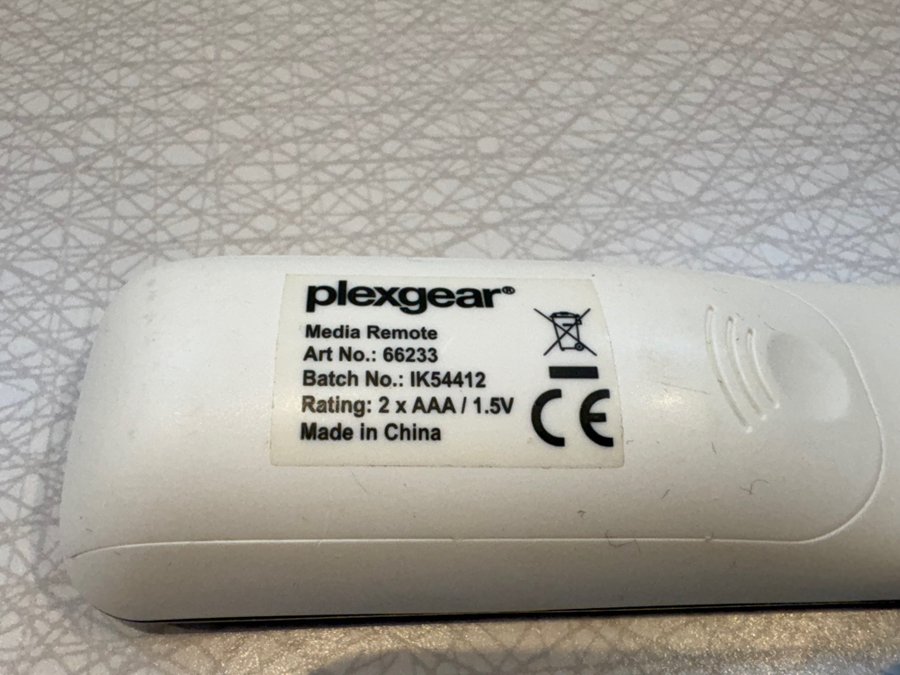 plexgear®
Media Remote
Art No.: 66233
Batch No.: IK54412
Rating: 2 x AAA / 1.5V
Made in China
CE